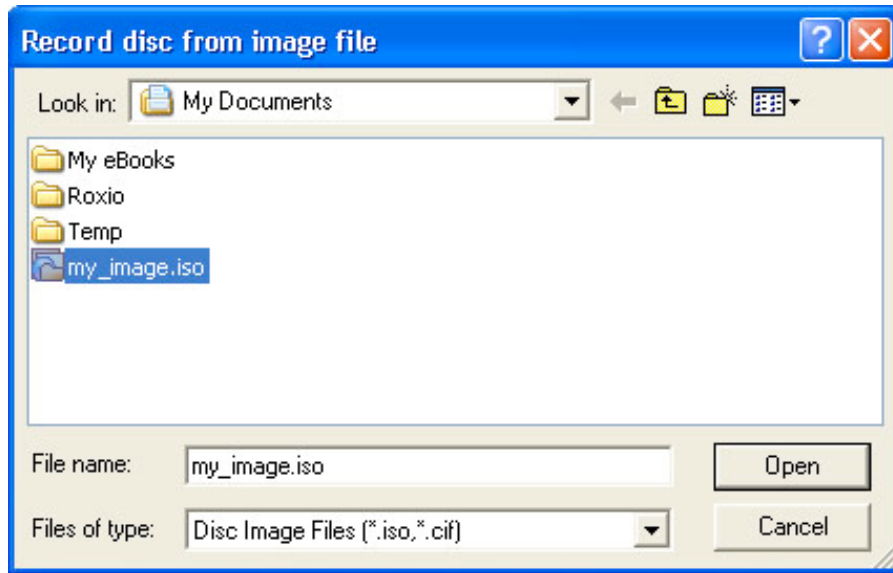 Record disc from image file
Look in: My Documents
My eBooks
Roxio
Temp
my_image.iso
File name: my_image.iso Open
Files of type: Disc Image Files (*.iso,*.cif) Cancel